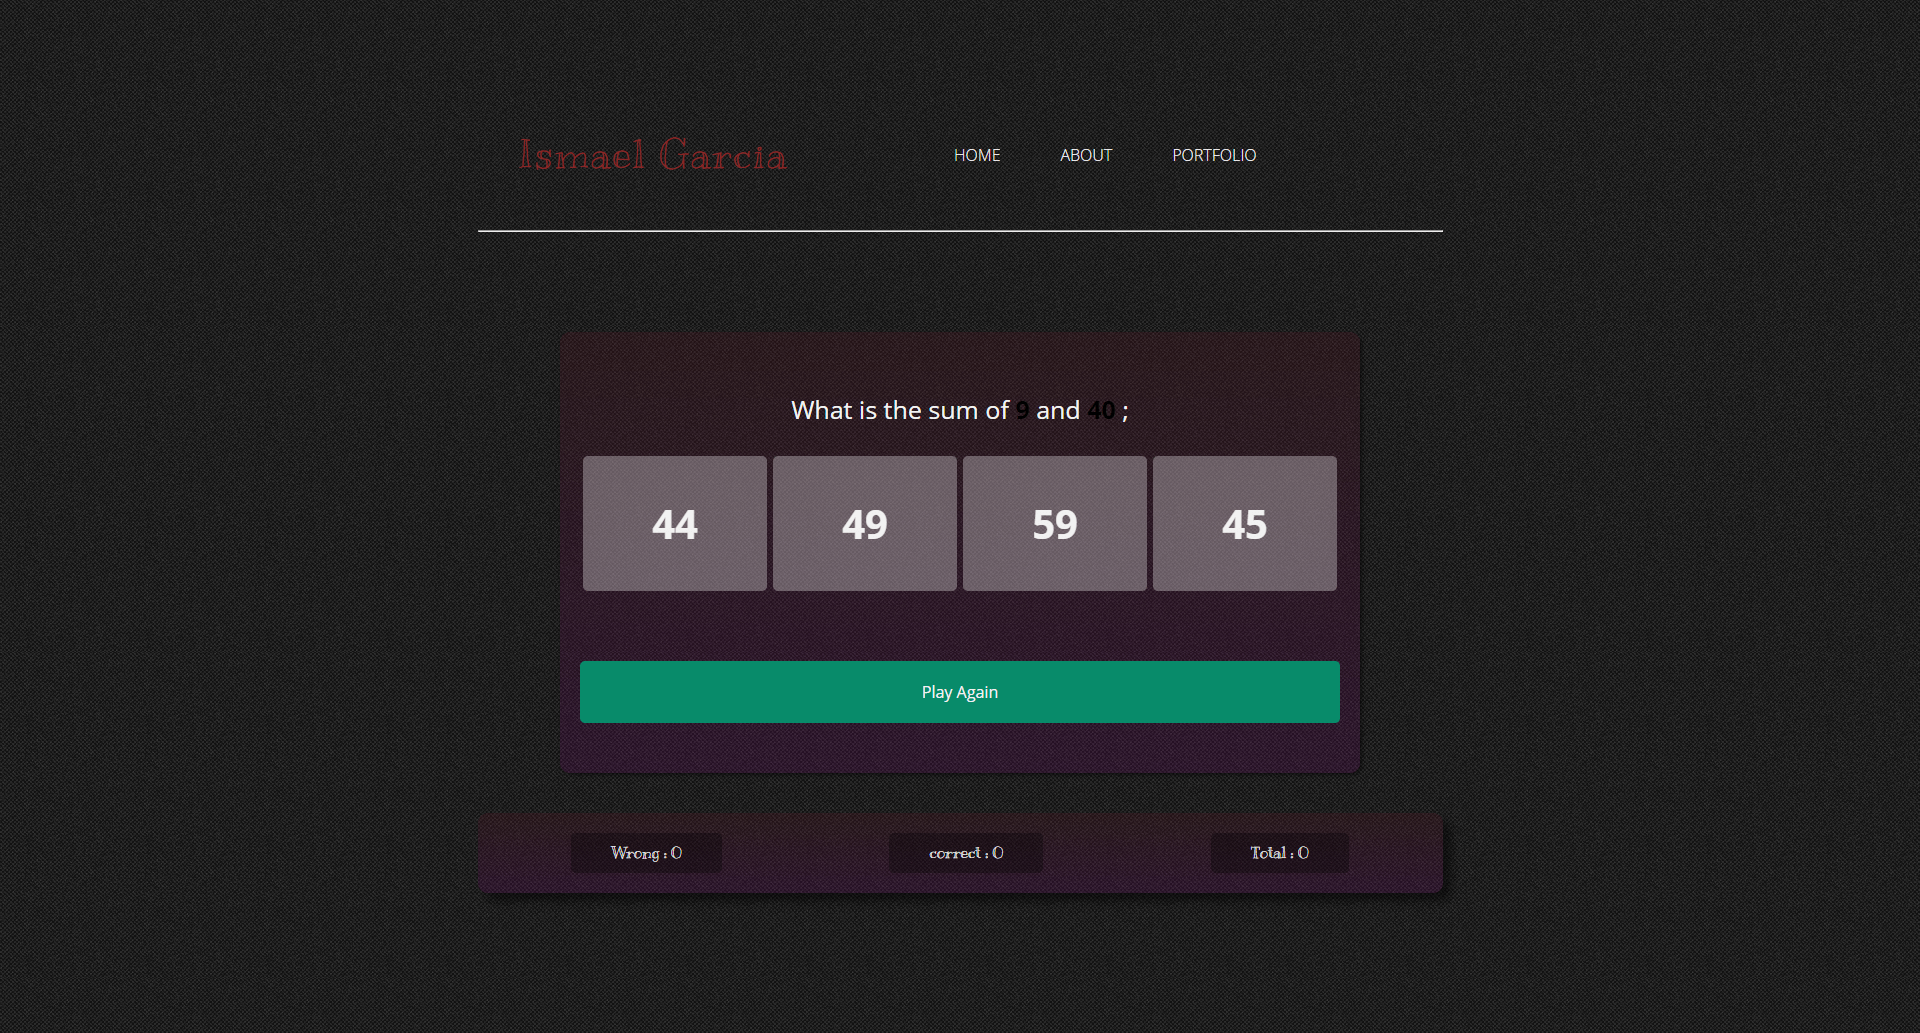 Ismael Garcia HOME ABOUT PORTFOLIO
What is the sum of 9 and 40 ;
44 49 59 45
Play Again
Wrong : 0 correct : 0 Total : 0